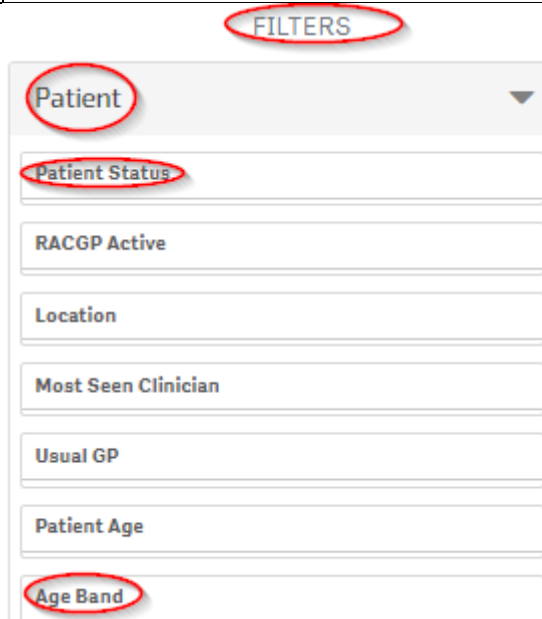 FILTERS
Patient
Patient Status
RACGP Active
Location
Most Seen Clinician
Usual GP
Patient Age
Age Band